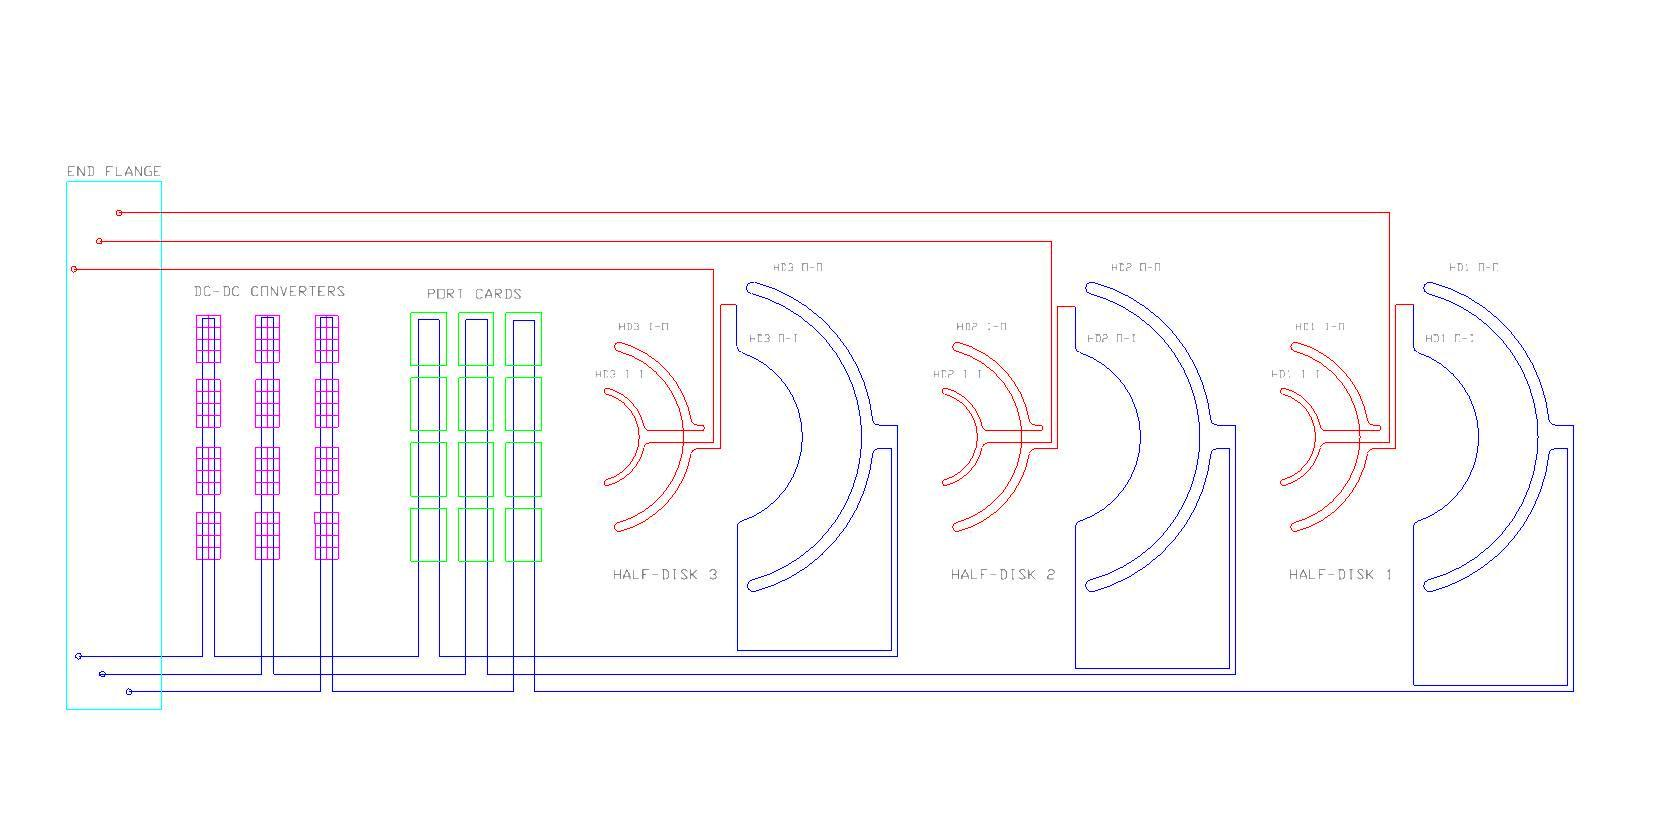 END FLANGE
HD3 O-O
HD2 O-O
HD1 O-O
DC-DC CONVERTERS
PORT CARDS
HD3 I-O
HD2 I-O
HD1 I-O
HD3 O-I
HD2 O-I
HD1 O-I
HD3 I-I
HD2 I-I
HD1 I-I
HALF-DISK 3
HALF-DISK 2
HALF-DISK 1